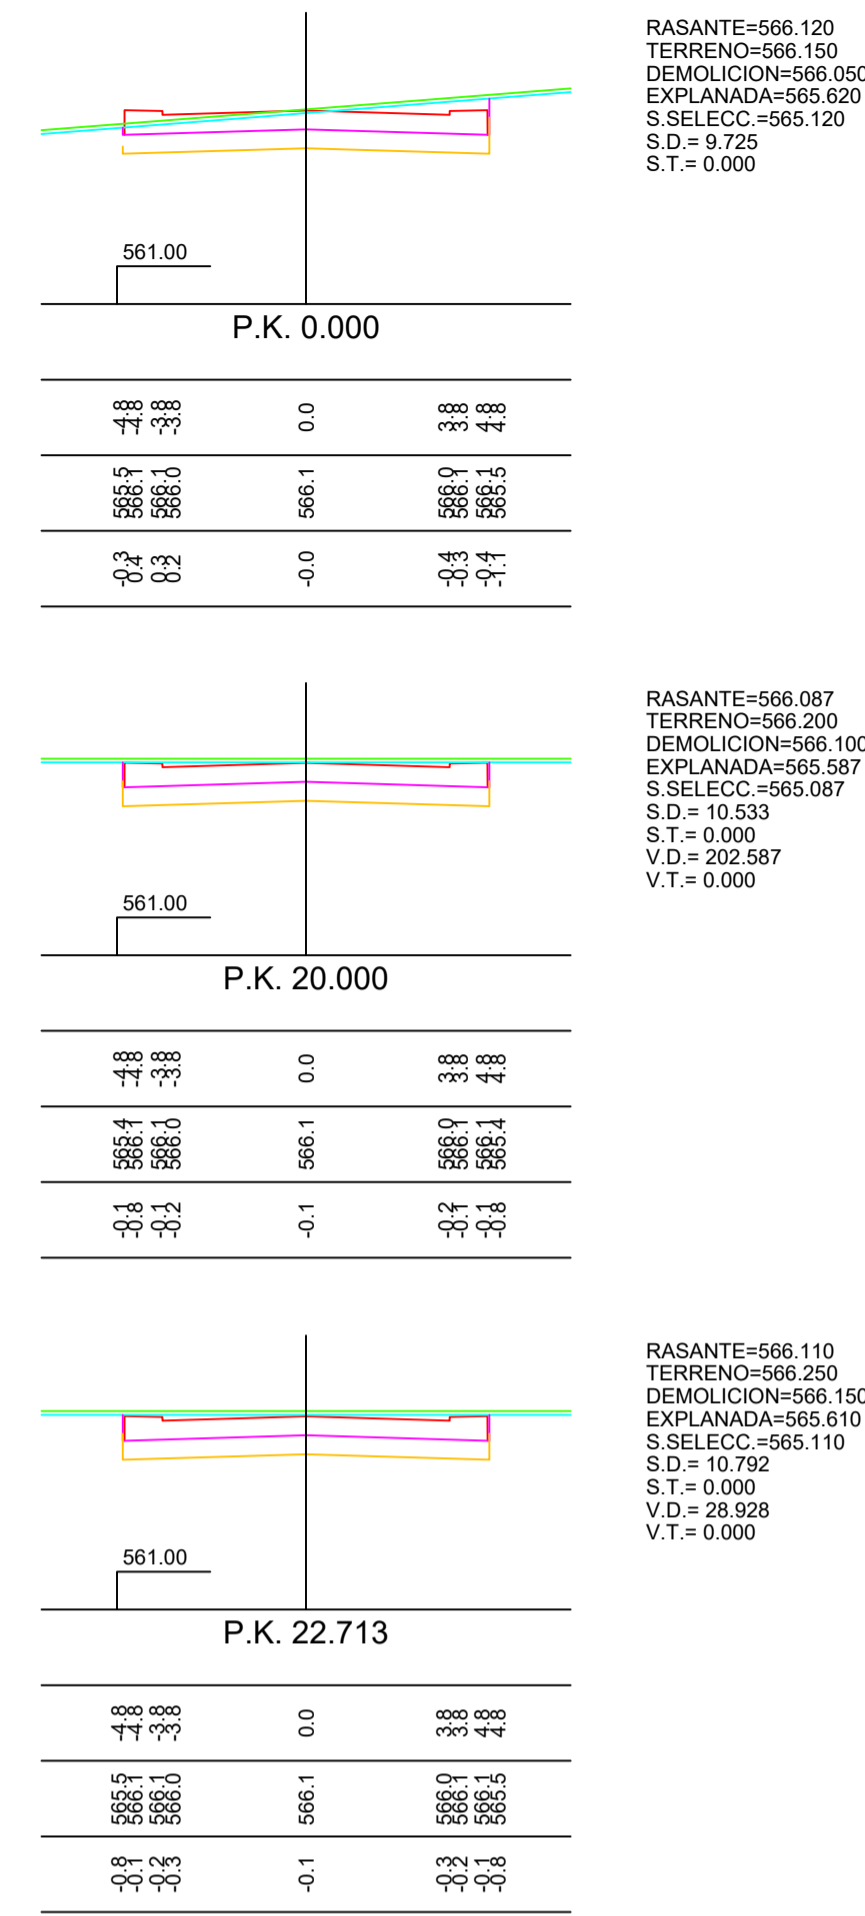 RASANTE=566.120
TERRENO=566.150
DEMOLICION=566.050
EXPLANADA=565.620
S.SELECC.=565.120
S.D.= 9.725
S.T.= 0.000
561.00
P.K. 0.000
-4.8 -4.8 -3.8 -3.8 0.0 3.8 3.8 4.8 4.8
565.5 566.1 566.1 566.0 566.1 566.0 566.1 566.1 565.5
-0.3 0.4 0.3 0.2 -0.0 -0.4 -0.3 -0.4 -1.1
RASANTE=566.087
TERRENO=566.200
DEMOLICION=566.100
EXPLANADA=565.587
S.SELECC.=565.087
S.D.= 10.533
S.T.= 0.000
V.D.= 202.587
V.T.= 0.000
561.00
P.K. 20.000
-4.8 -4.8 -3.8 -3.8 0.0 3.8 3.8 4.8 4.8
565.4 566.1 566.1 566.0 566.1 566.0 566.1 566.1 565.4
-0.1 -0.8 -0.1 -0.2 -0.1 -0.2 -0.1 -0.1 -0.8
RASANTE=566.110
TERRENO=566.250
DEMOLICION=566.150
EXPLANADA=565.610
S.SELECC.=565.110
S.D.= 10.792
S.T.= 0.000
V.D.= 28.928
V.T.= 0.000
561.00
P.K. 22.713
-4.8 -4.8 -3.8 -3.8 0.0 3.8 3.8 4.8 4.8
565.5 566.1 566.1 566.0 566.1 566.0 566.1 566.1 565.5
-0.8 -0.1 -0.2 -0.3 -0.1 -0.3 -0.2 -0.1 -0.8